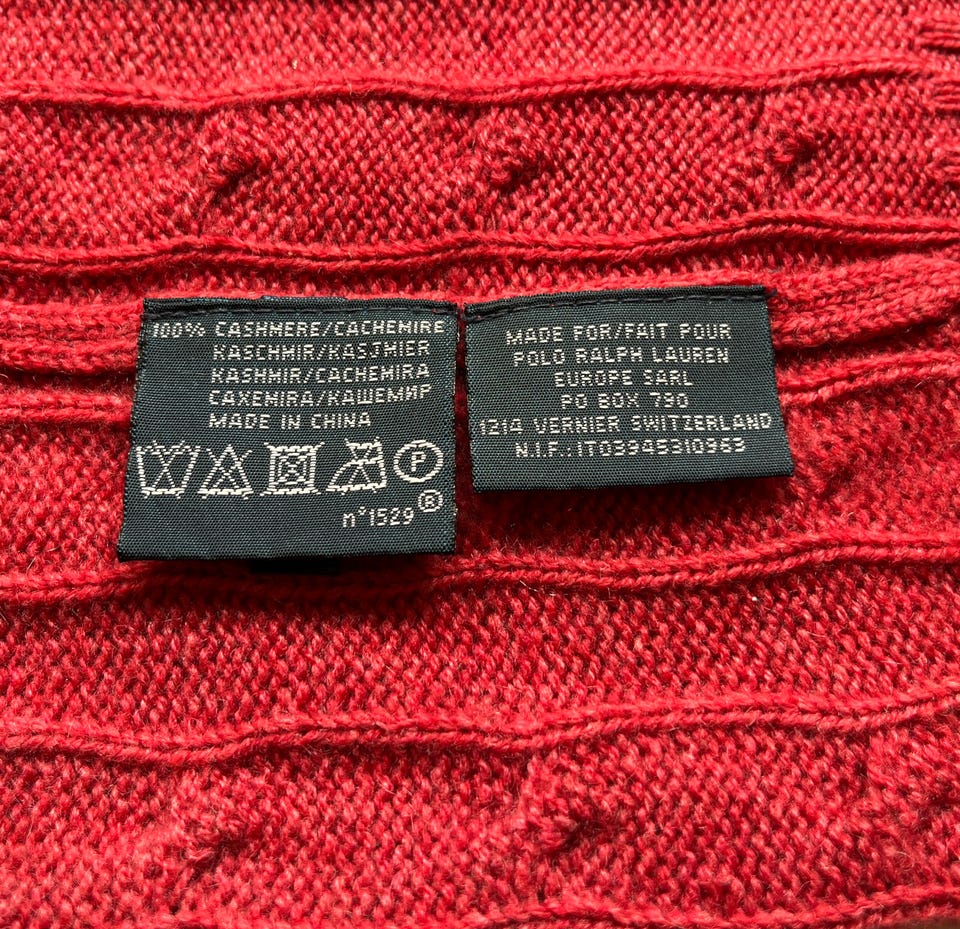 100% CASHMERE/CACHEMIRE
KASCHMIR/KASJMIER
KASHMIR/CACHEMIRA
CAXEMIRA/КАШЕМИР
MADE IN CHINA
P
n°1529 ®
MADE FOR/FAIT POUR
POLO RALPH LAUREN
EUROPE SARL
PO BOX 790
1214 VERNIER SWITZERLAND
N.I.F.: IT03945310963